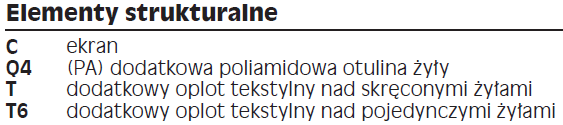 Elementy strukturalne
C ekran
Q4 (PA) dodatkowa poliamidowa otulina żyły
T dodatkowy oplot tekstylny nad skręconymi żyłami
T6 dodatkowy oplot tekstylny nad pojedynczymi żyłami